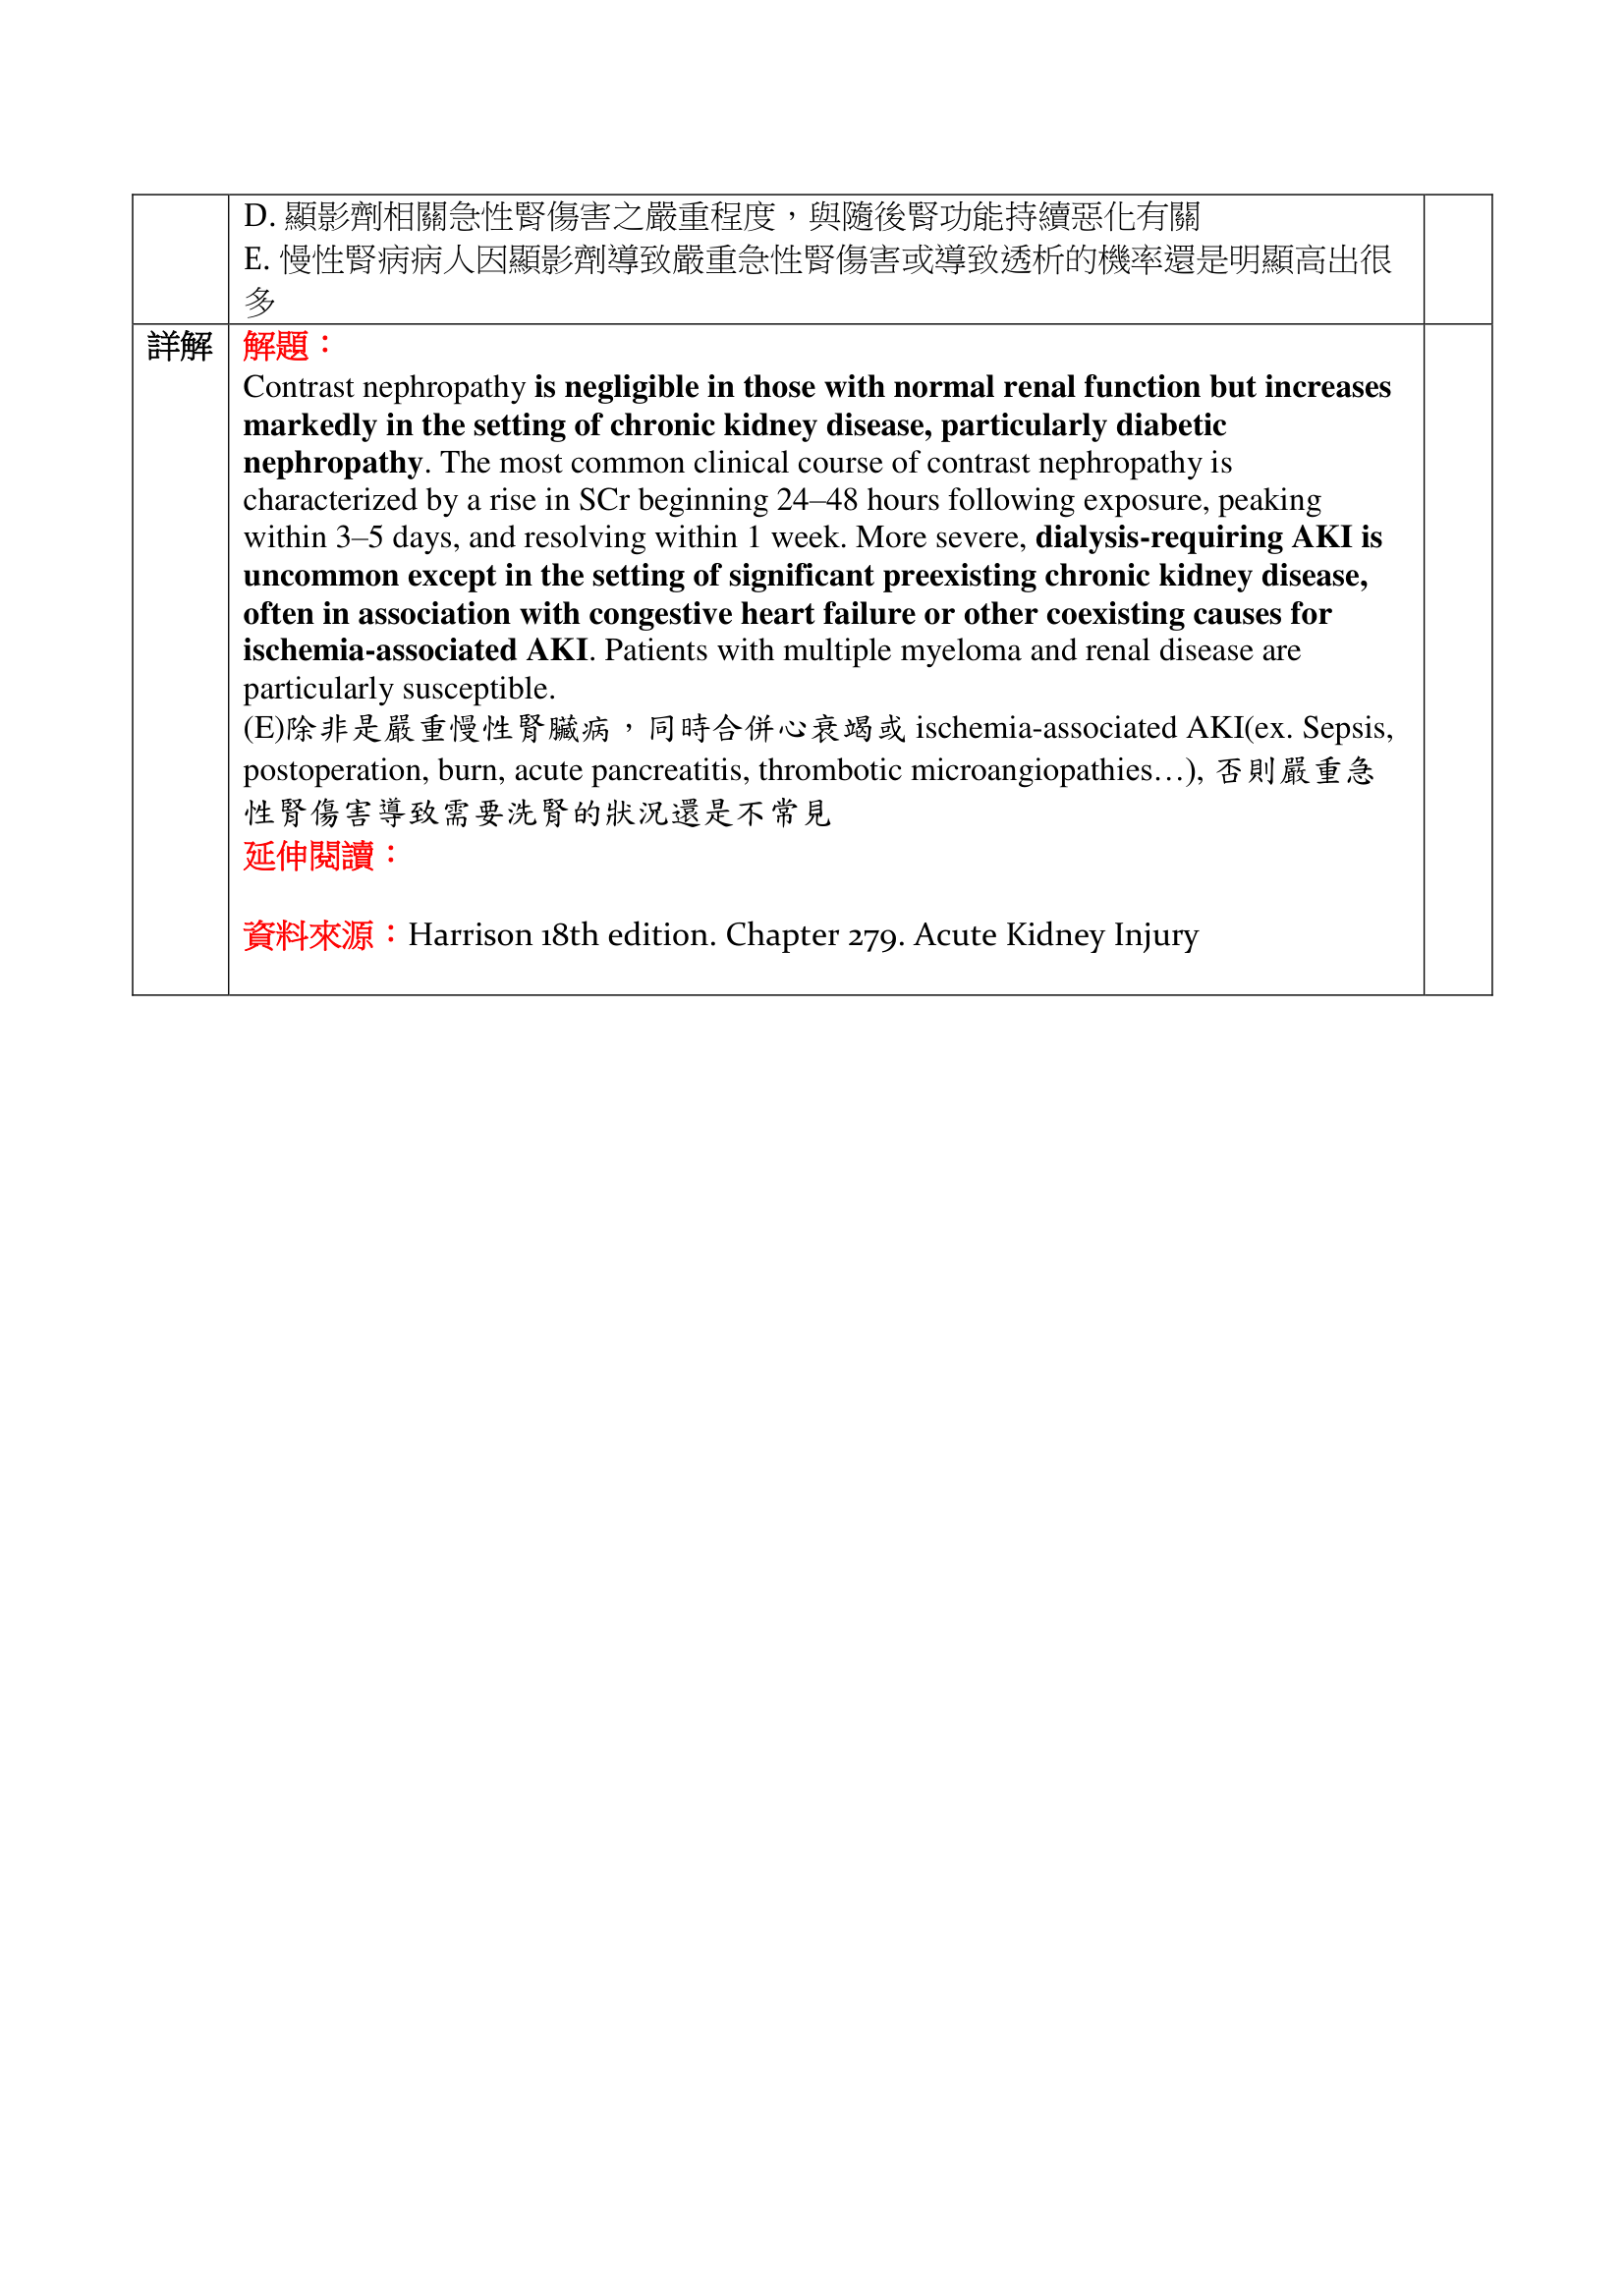 D. 顯影劑相關急性腎傷害之嚴重程度，與隨後腎功能持續惡化有關
E. 慢性腎病病人因顯影劑導致嚴重急性腎傷害或導致透析的機率還是明顯高出很
多
詳解
解題：
Contrast nephropathy is negligible in those with normal renal function but increases
markedly in the setting of chronic kidney disease, particularly diabetic
nephropathy. The most common clinical course of contrast nephropathy is
characterized by a rise in SCr beginning 24–48 hours following exposure, peaking
within 3–5 days, and resolving within 1 week. More severe, dialysis-requiring AKI is
uncommon except in the setting of significant preexisting chronic kidney disease,
often in association with congestive heart failure or other coexisting causes for
ischemia-associated AKI. Patients with multiple myeloma and renal disease are
particularly susceptible.
(E)除非是嚴重慢性腎臟病，同時合併心衰竭或 ischemia-associated AKI(ex. Sepsis,
postoperation, burn, acute pancreatitis, thrombotic microangiopathies…), 否則嚴重急
性腎傷害導致需要洗腎的狀況還是不常見
延伸閱讀：
資料來源：Harrison 18th edition. Chapter 279. Acute Kidney Injury